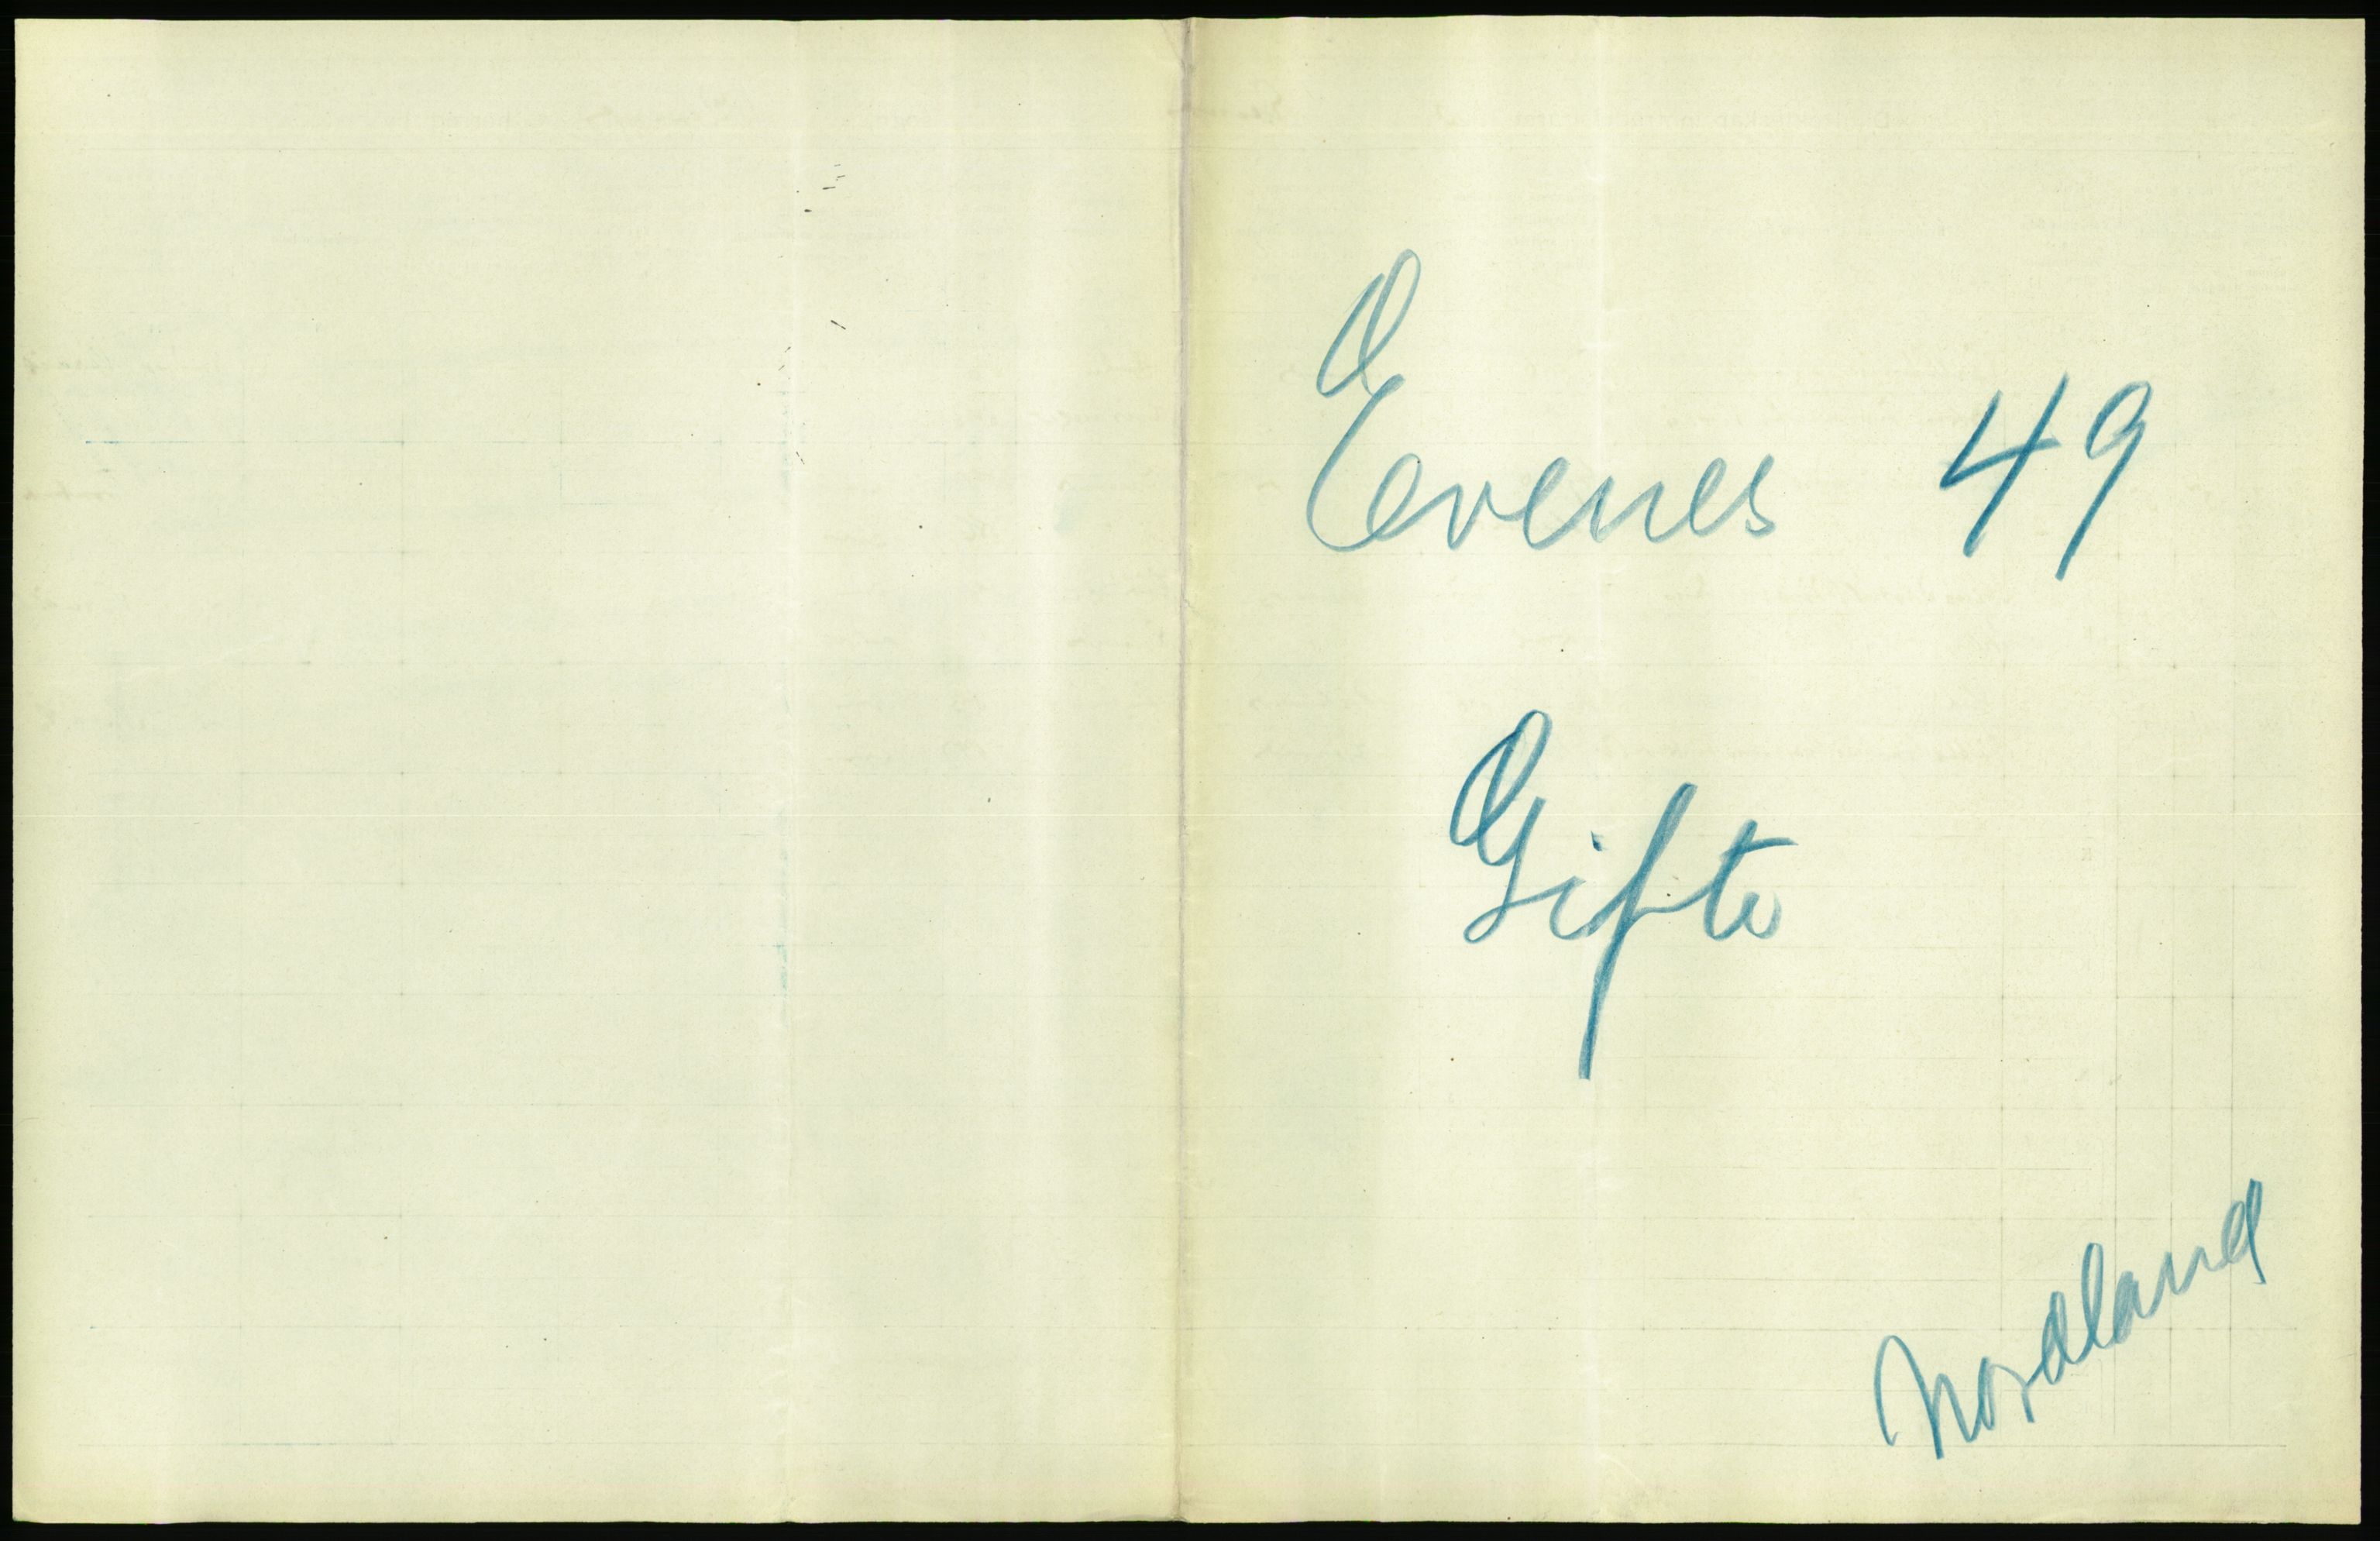 Evenes 49
Gifte
Nordland